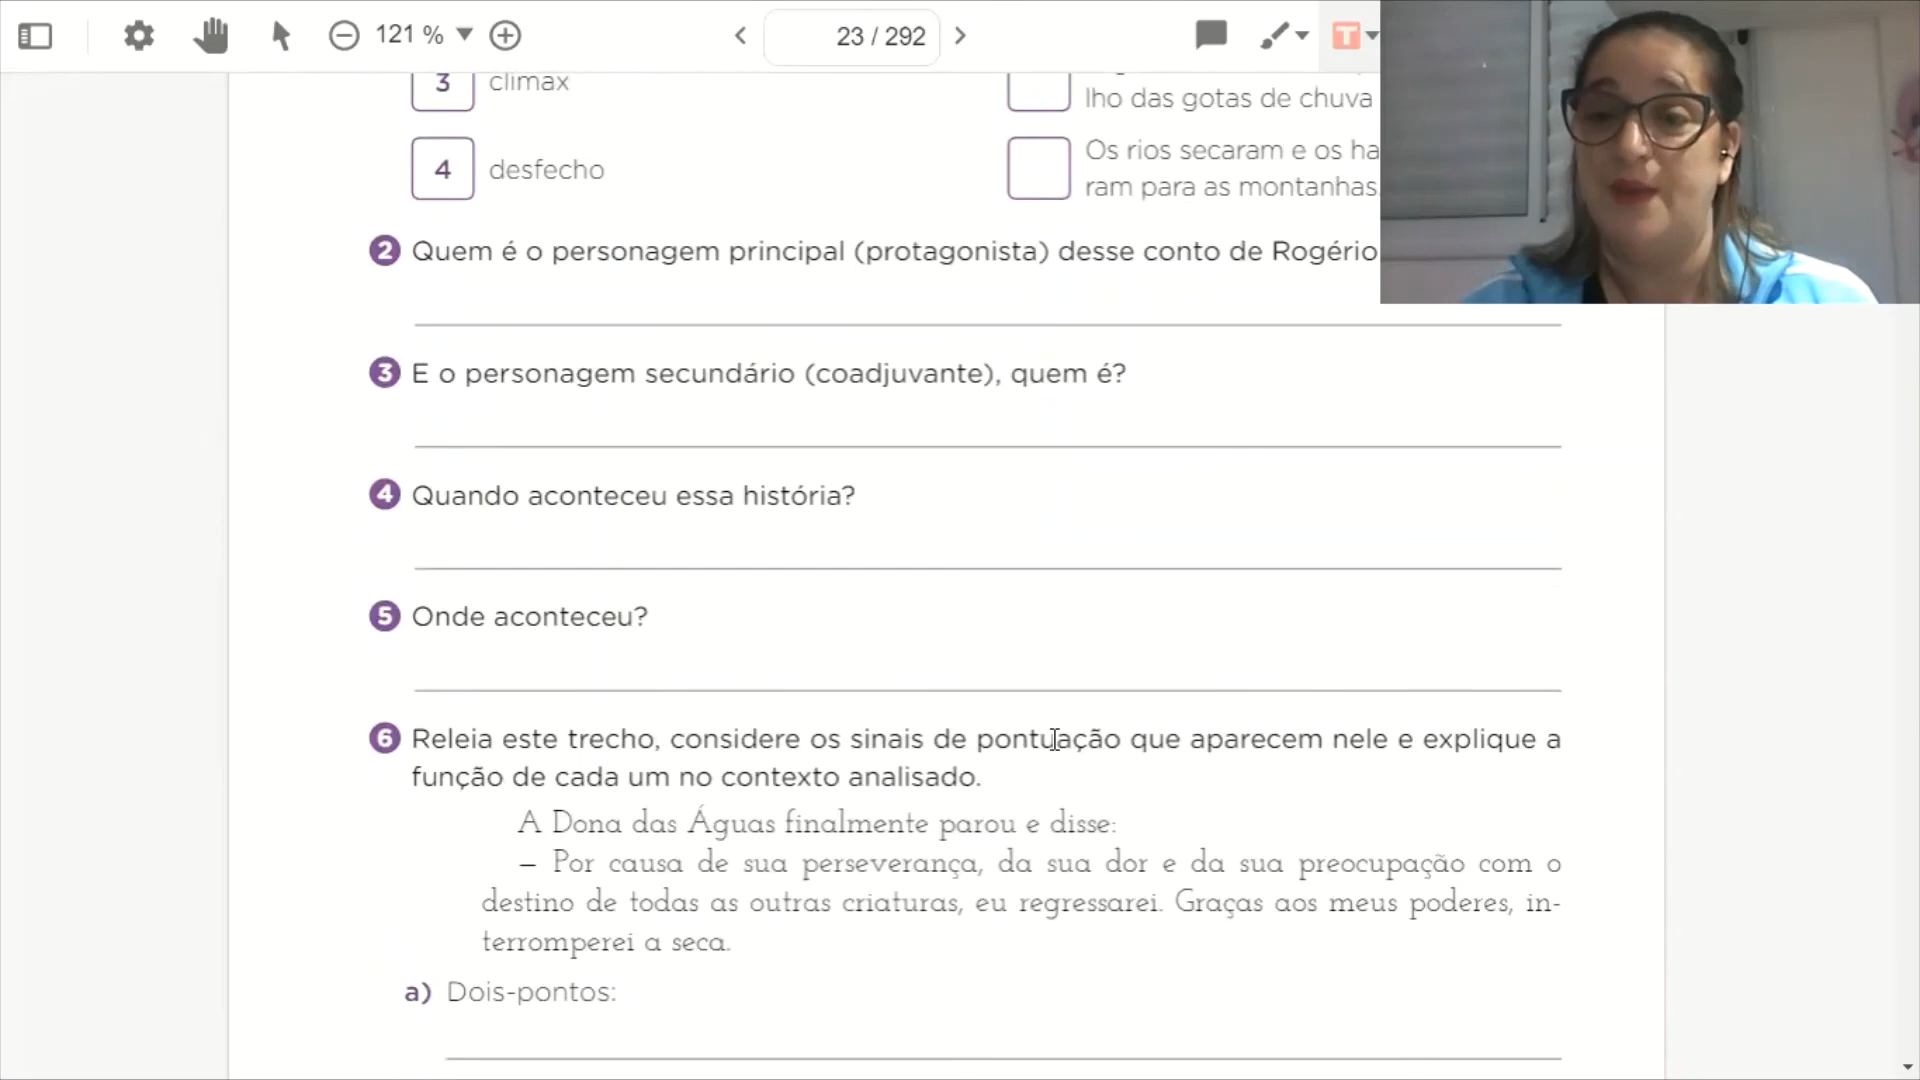 121 %
23 / 292
T
3 clímax
lho das gotas de chuva
4 desfecho
Os rios secaram e os ha
ram para as montanhas.
2 Quem é o personagem principal (protagonista) desse conto de Rogério
3 E o personagem secundário (coadjuvante), quem é?
4 Quando aconteceu essa história?
5 Onde aconteceu?
6 Releia este trecho, considere os sinais de pontuação que aparecem nele e explique a
função de cada um no contexto analisado.
A Dona das Águas finalmente parou e disse:
– Por causa de sua perseverança, da sua dor e da sua preocupação com o
destino de todas as outras criaturas, eu regressarei. Graças aos meus poderes, in-
terromperei a seca.
a) Dois-pontos: